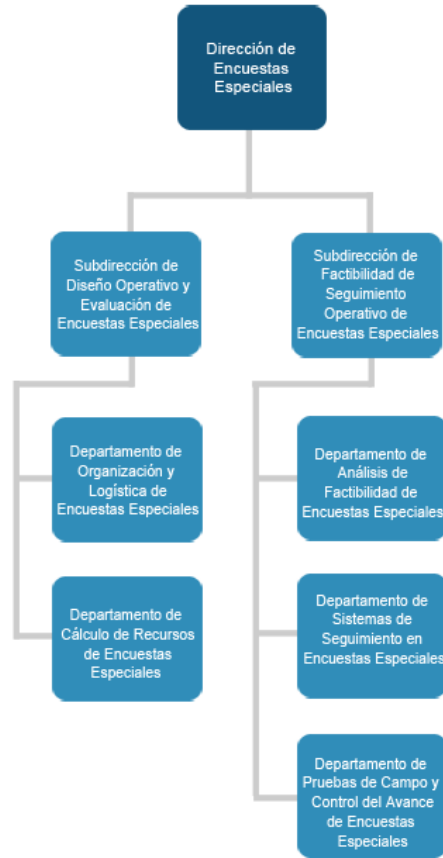 Dirección de
Encuestas
Especiales
Subdirección de
Diseño Operativo y
Evaluación de
Encuestas Especiales
Subdirección de
Factibilidad de
Seguimiento
Operativo de
Encuestas Especiales
Departamento de
Organización y
Logística de
Encuestas Especiales
Departamento de
Cálculo de Recursos
de Encuestas
Especiales
Departamento de
Análisis de
Factibilidad de
Encuestas Especiales
Departamento de
Sistemas de
Seguimiento en
Encuestas Especiales
Departamento de
Pruebas de Campo y
Control del Avance
de Encuestas
Especiales